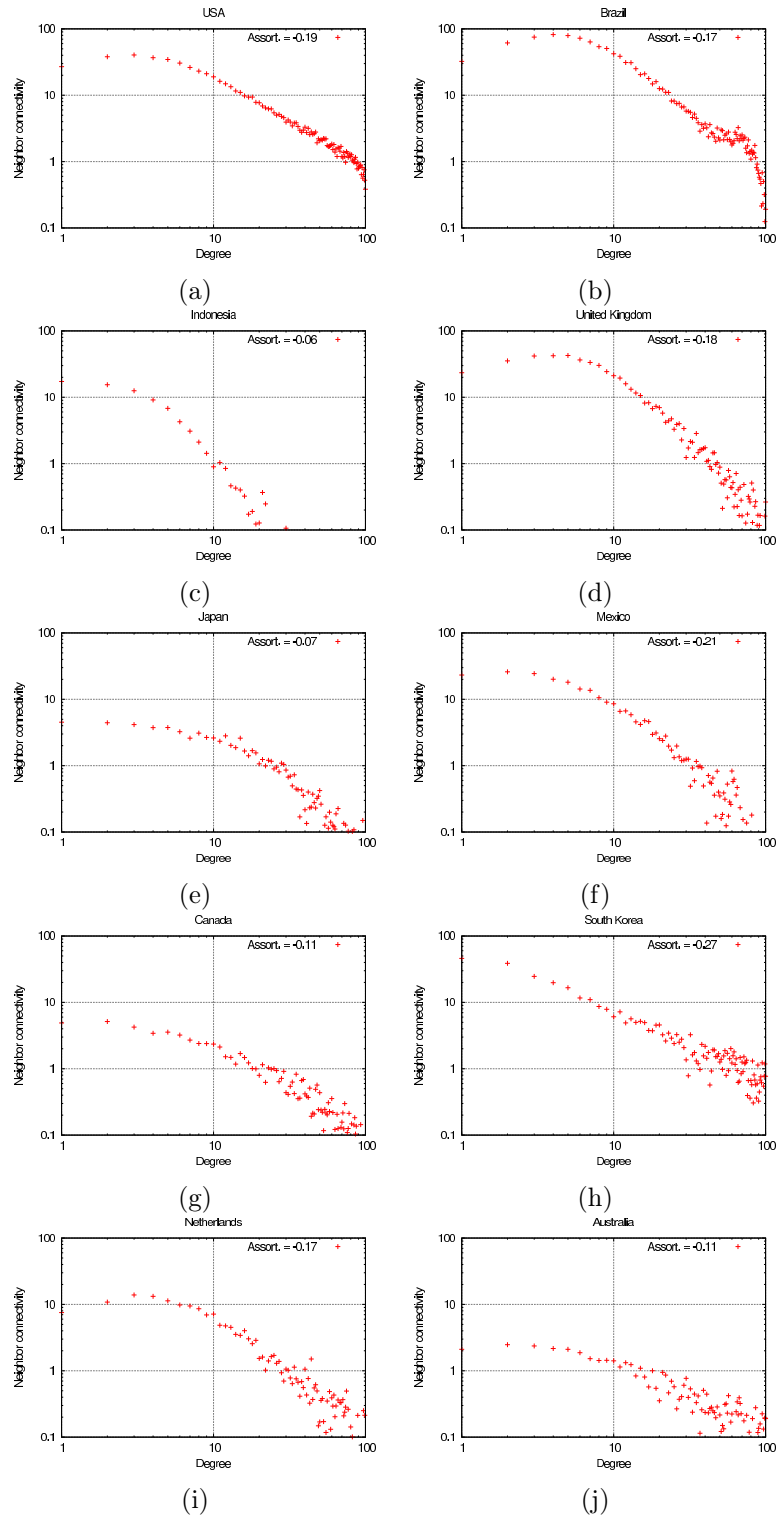 USA
Assort. = -0.19
Neighbor connectivity
100
10
1
0.1
1
10
100
Degree
(a)
Brazil
Assort. = -0.17
Neighbor connectivity
100
10
1
0.1
1
10
100
Degree
(b)
Indonesia
Assort. = -0.06
Neighbor connectivity
100
10
1
0.1
1
10
100
Degree
(c)
United Kingdom
Assort. = -0.18
Neighbor connectivity
100
10
1
0.1
1
10
100
Degree
(d)
Japan
Assort. = -0.07
Neighbor connectivity
100
10
1
0.1
1
10
100
Degree
(e)
Mexico
Assort. = -0.21
Neighbor connectivity
100
10
1
0.1
1
10
100
Degree
(f)
Canada
Assort. = -0.11
Neighbor connectivity
100
10
1
0.1
1
10
100
Degree
(g)
South Korea
Assort. = -0.27
Neighbor connectivity
100
10
1
0.1
1
10
100
Degree
(h)
Netherlands
Assort. = -0.17
Neighbor connectivity
100
10
1
0.1
1
10
100
Degree
(i)
Australia
Assort. = -0.11
Neighbor connectivity
100
10
1
0.1
1
10
100
Degree
(j)